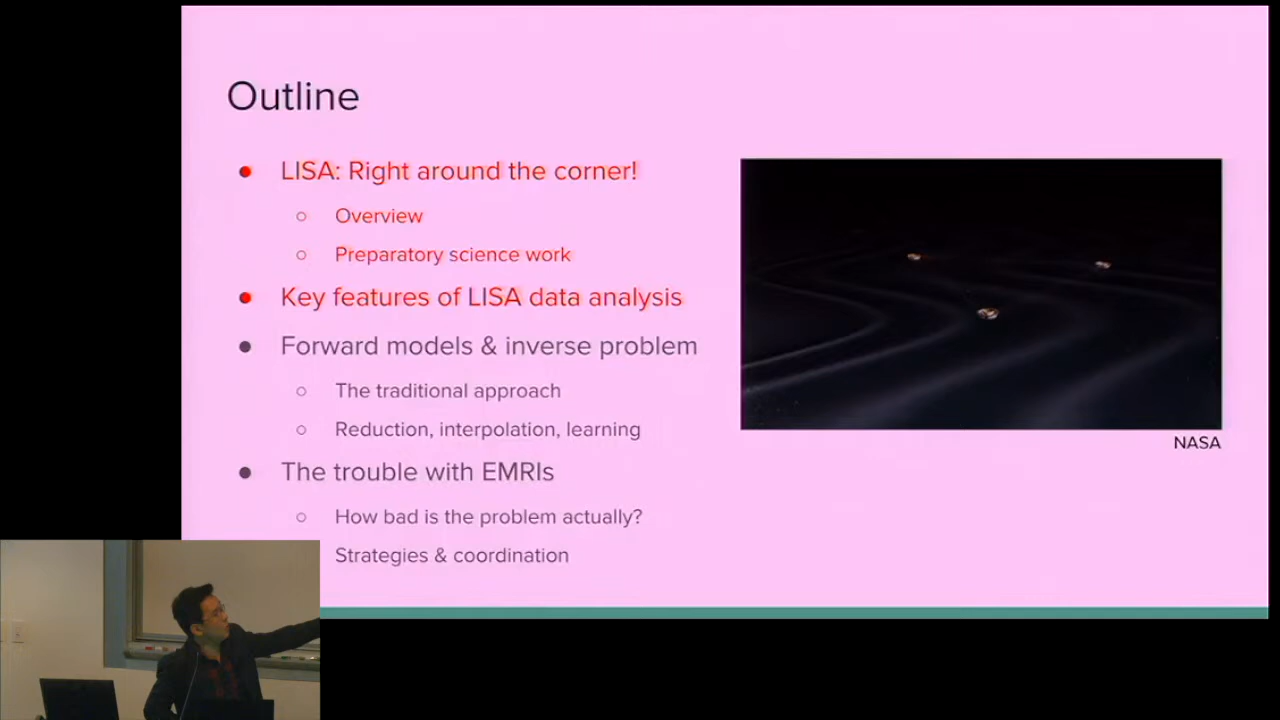 Outline
● LISA: Right around the corner!
○ Overview
○ Preparatory science work
● Key features of LISA data analysis
● Forward models & inverse problem
○ The traditional approach
○ Reduction, interpolation, learning
● The trouble with EMRIs
○ How bad is the problem actually?
Strategies & coordination
NASA